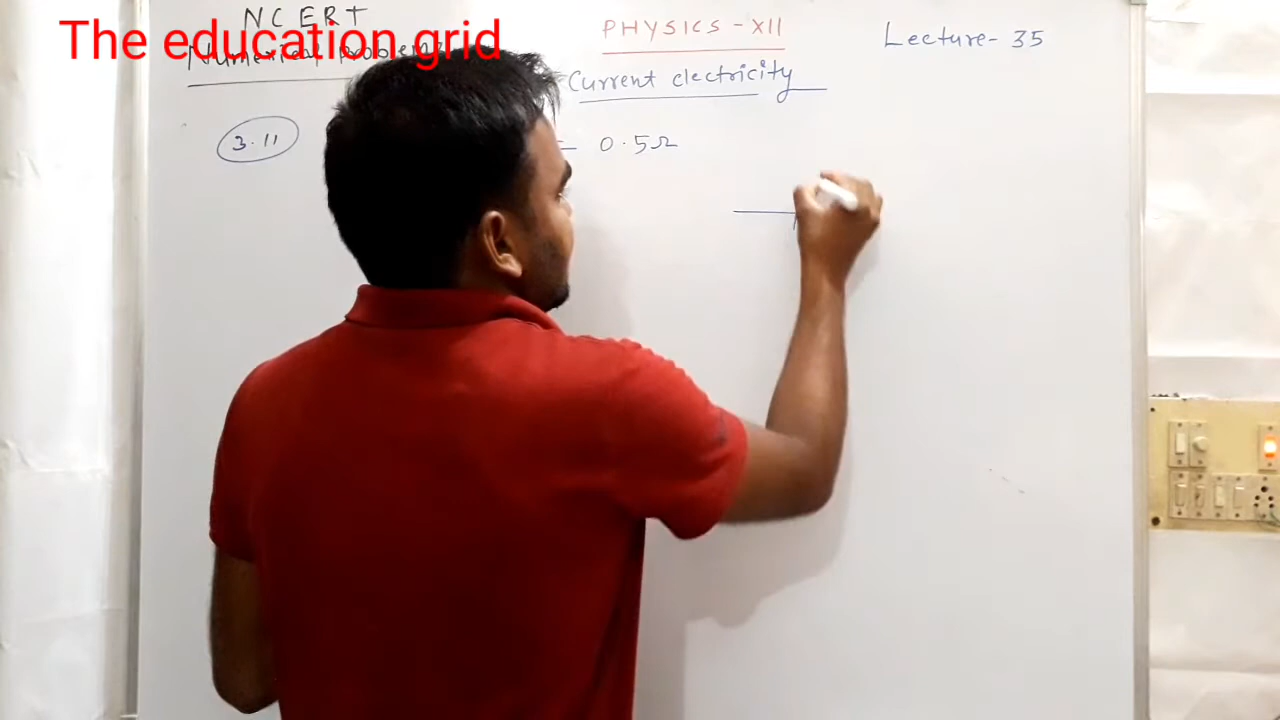 NCERT
The education grid
Numerical Problems
PHYSICS - XII
Current electricity
Lecture - 35
3.11
= 0.5Ω